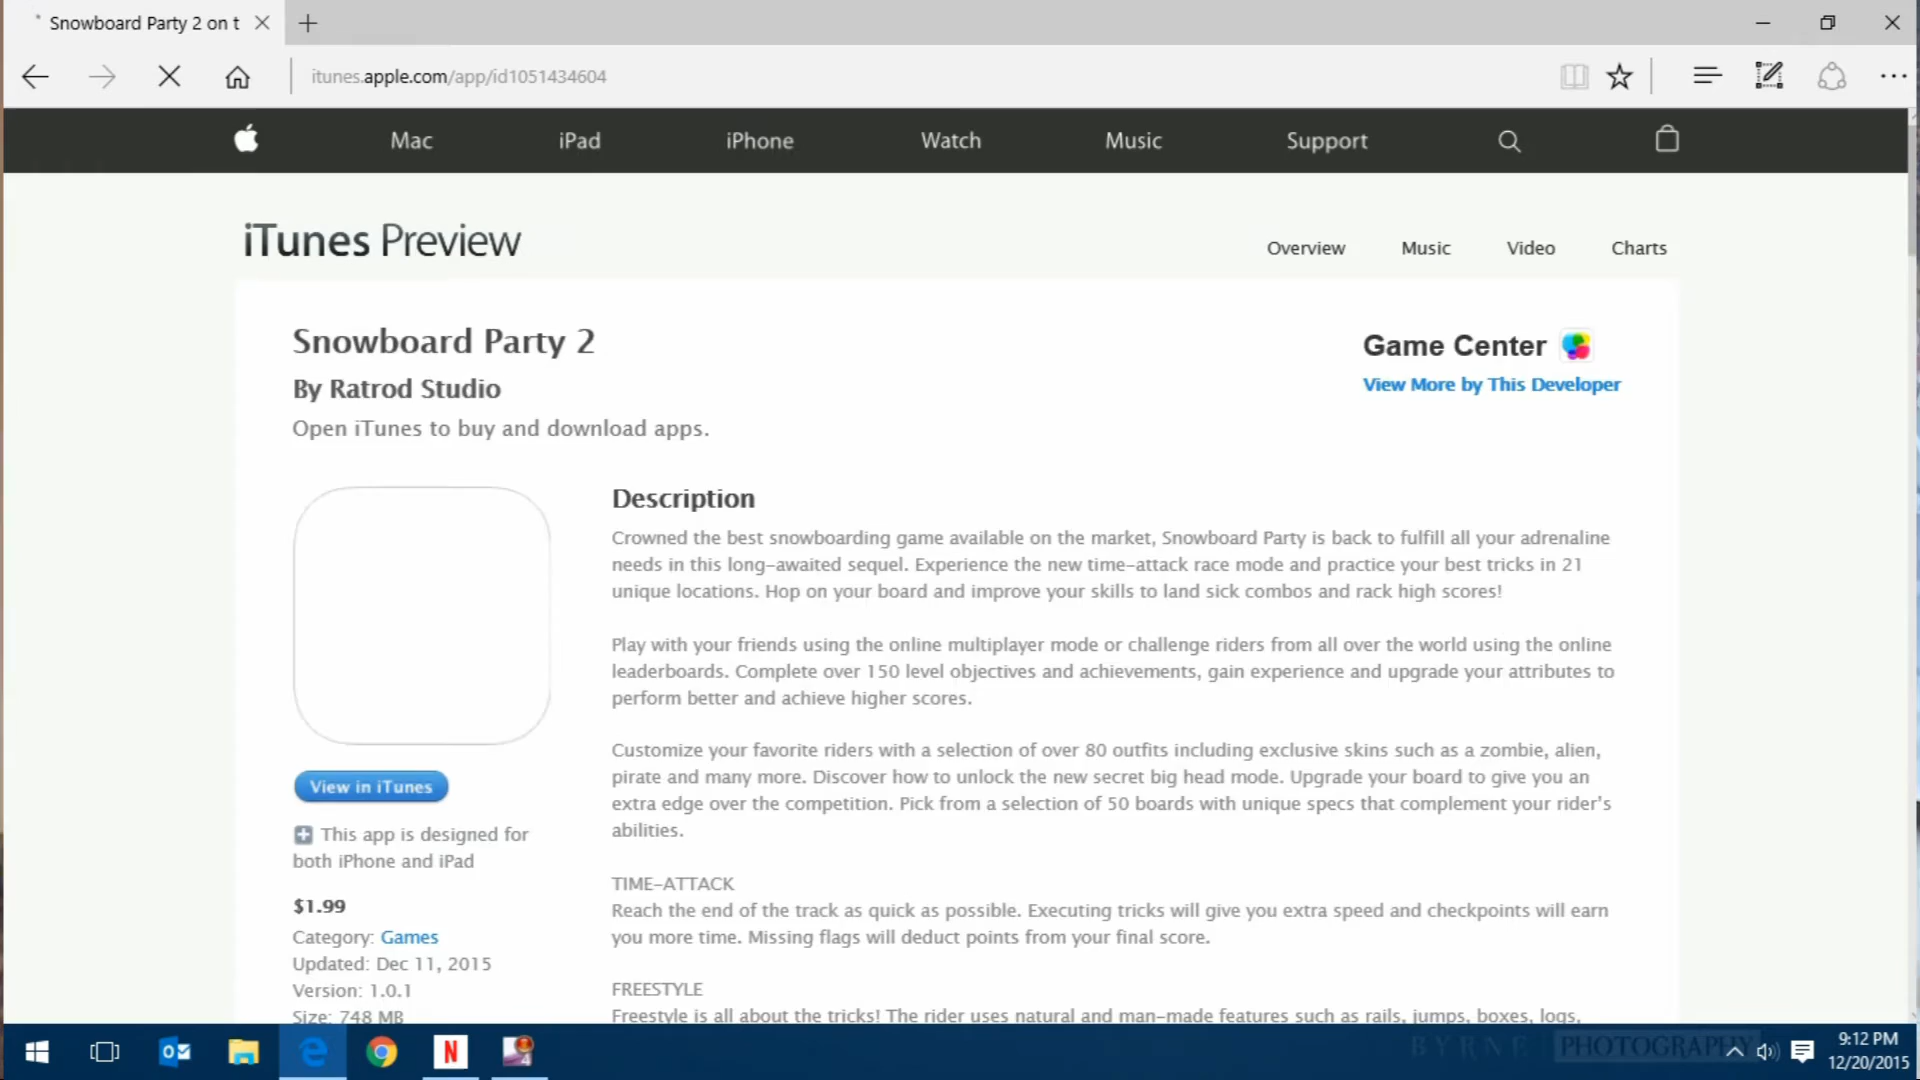 Snowboard Party 2 on t
itunes.apple.com/app/id1051434604
Mac
iPad
iPhone
Watch
Music
Support
iTunes Preview
Overview
Music
Video
Charts
Snowboard Party 2
By Ratrod Studio
Open iTunes to buy and download apps.
Game Center
View More by This Developer
View in iTunes
This app is designed for
both iPhone and iPad
$1.99
Category: Games
Updated: Dec 11, 2015
Version: 1.0.1
Size: 748 MB
Description
Crowned the best snowboarding game available on the market, Snowboard Party is back to fulfill all your adrenaline
needs in this long-awaited sequel. Experience the new time-attack race mode and practice your best tricks in 21
unique locations. Hop on your board and improve your skills to land sick combos and rack high scores!
Play with your friends using the online multiplayer mode or challenge riders from all over the world using the online
leaderboards. Complete over 150 level objectives and achievements, gain experience and upgrade your attributes to
perform better and achieve higher scores.
Customize your favorite riders with a selection of over 80 outfits including exclusive skins such as a zombie, alien,
pirate and many more. Discover how to unlock the new secret big head mode. Upgrade your board to give you an
extra edge over the competition. Pick from a selection of 50 boards with unique specs that complement your rider's
abilities.
TIME-ATTACK
Reach the end of the track as quick as possible. Executing tricks will give you extra speed and checkpoints will earn
you more time. Missing flags will deduct points from your final score.
FREESTYLE
Freestyle is all about the tricks! The rider uses natural and man-made features such as rails, jumps, boxes, logs,
BYRNE PHOTOGRAPHY
9:12 PM
12/20/2015